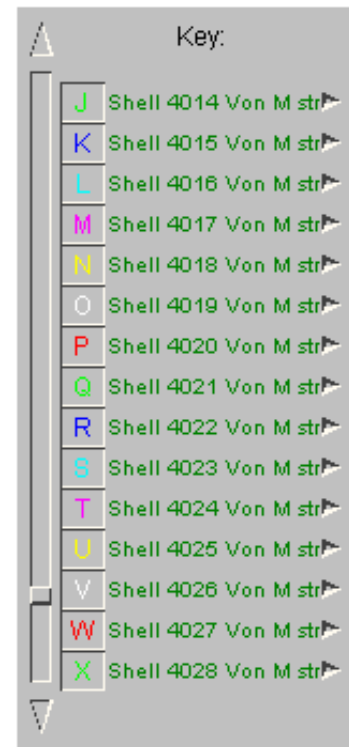 Key:
J Shell 4014 Von M str
K Shell 4015 Von M str
L Shell 4016 Von M str
M Shell 4017 Von M str
N Shell 4018 Von M str
O Shell 4019 Von M str
P Shell 4020 Von M str
Q Shell 4021 Von M str
R Shell 4022 Von M str
S Shell 4023 Von M str
T Shell 4024 Von M str
U Shell 4025 Von M str
V Shell 4026 Von M str
W Shell 4027 Von M str
X Shell 4028 Von M str